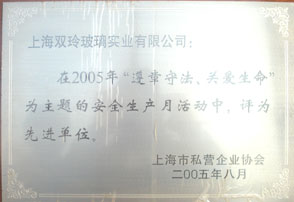 上海双玲玻璃实业有限公司：
在2005年“遵章守法、关爱生命”
为主题的安全生产月活动中，评为
先进单位。
上海市私营企业协会
二00五年八月